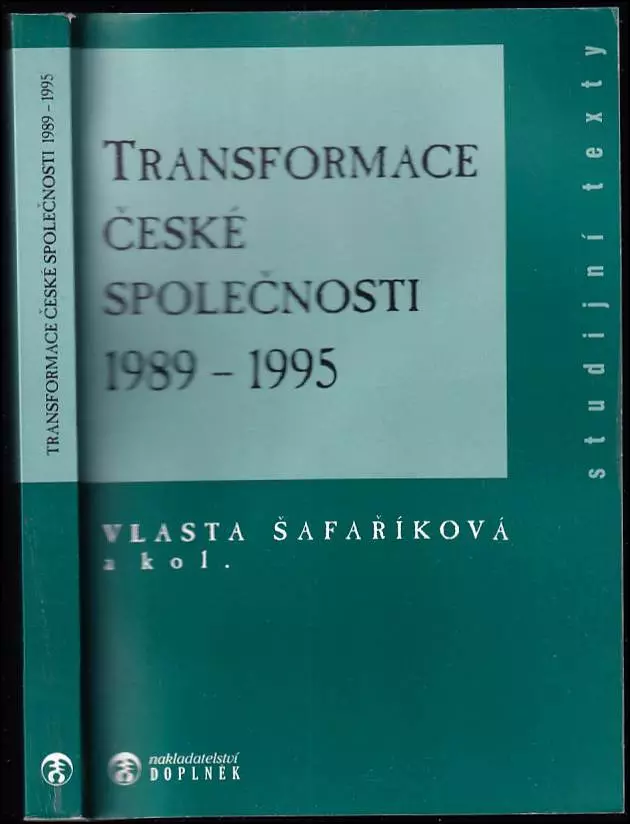 TRANSFORMACE ČESKÉ SPOLEČNOSTI 1989 – 1995
TRANSFORMACE
ČESKÉ
SPOLEČNOSTI
1989 – 1995
studijní texty
VLASTA ŠAFAŘÍKOVÁ
a kol.
nakladatelství
DOPLNĚK